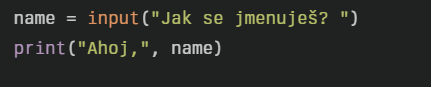 name = input("Jak se jmenuješ? ")
print("Ahoj,", name)